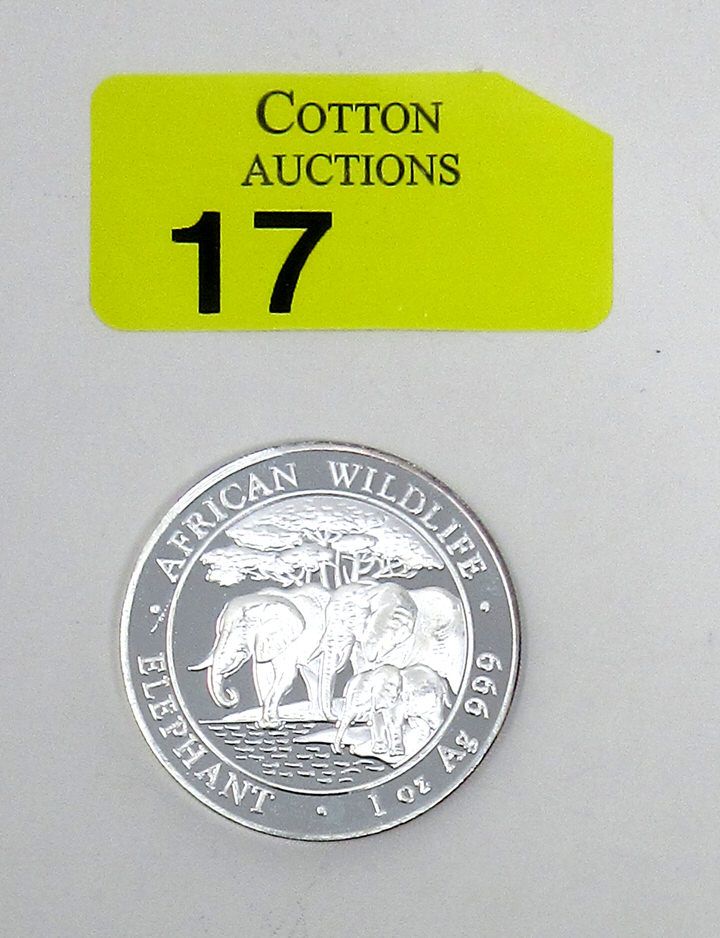 COTTON
AUCTIONS
17
AFRICAN WILDLIFE
ELEPHANT · 1 oz Ag 999